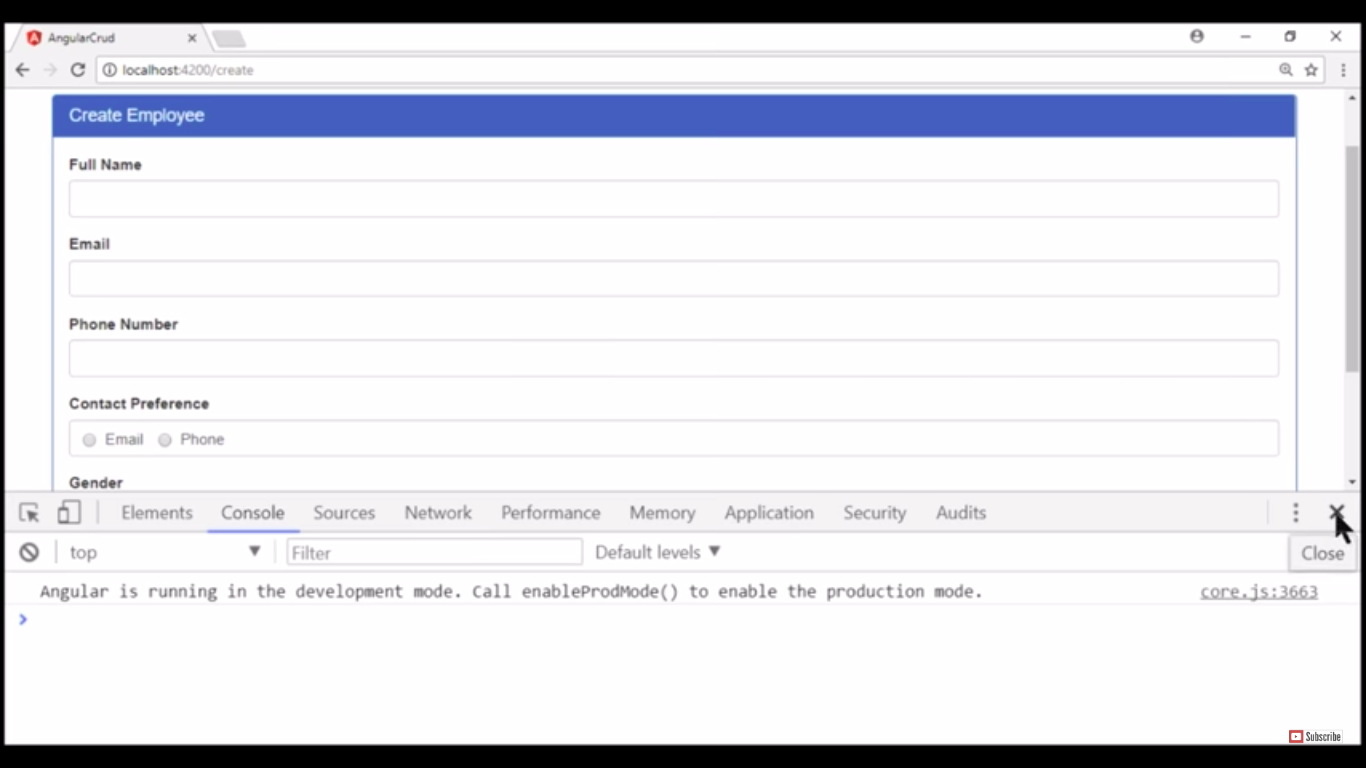 AngularCrud
localhost:4200/create
Create Employee
Full Name
Email
Phone Number
Contact Preference
Email Phone
Gender
Elements Console Sources Network Performance Memory Application Security Audits
top Filter Default levels
Close
Angular is running in the development mode. Call enableProdMode() to enable the production mode. core.js:3663
Subscribe